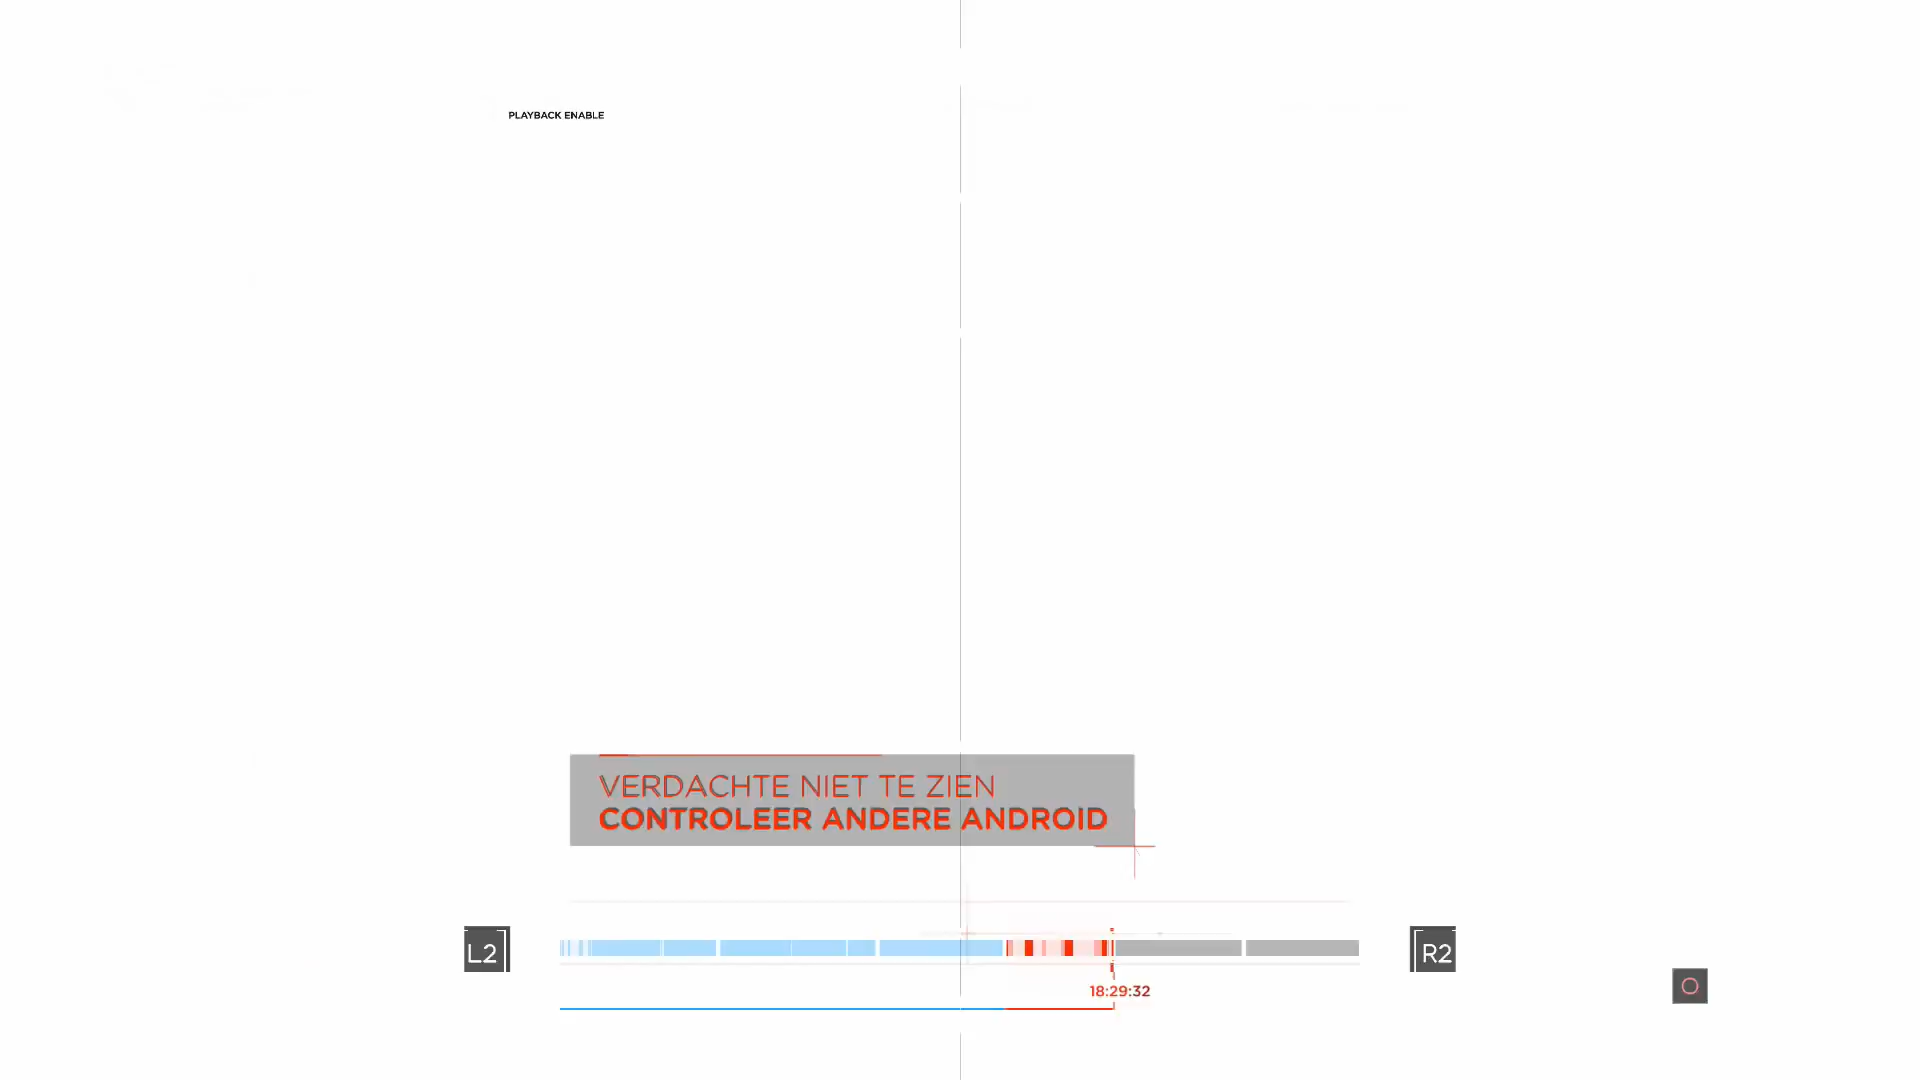 PLAYBACK ENABLE
VERDACHTE NIET TE ZIEN
CONTROLEER ANDERE ANDROID
L2
R2
18:29:32